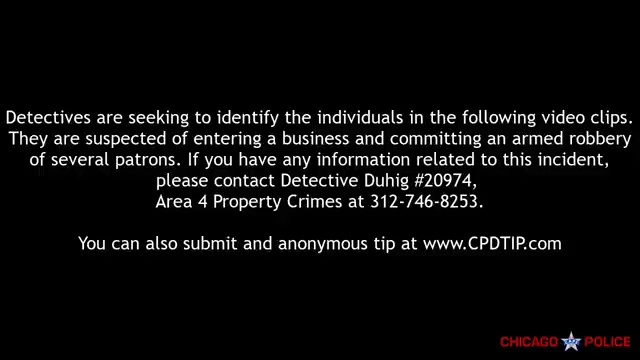 Detectives are seeking to identify the individuals in the following video clips.
They are suspected of entering a business and committing an armed robbery
of several patrons. If you have any information related to this incident,
please contact Detective Duhig #20974,
Area 4 Property Crimes at 312-746-8253.
You can also submit and anonymous tip at www.CPDTIP.com
CHICAGO POLICE